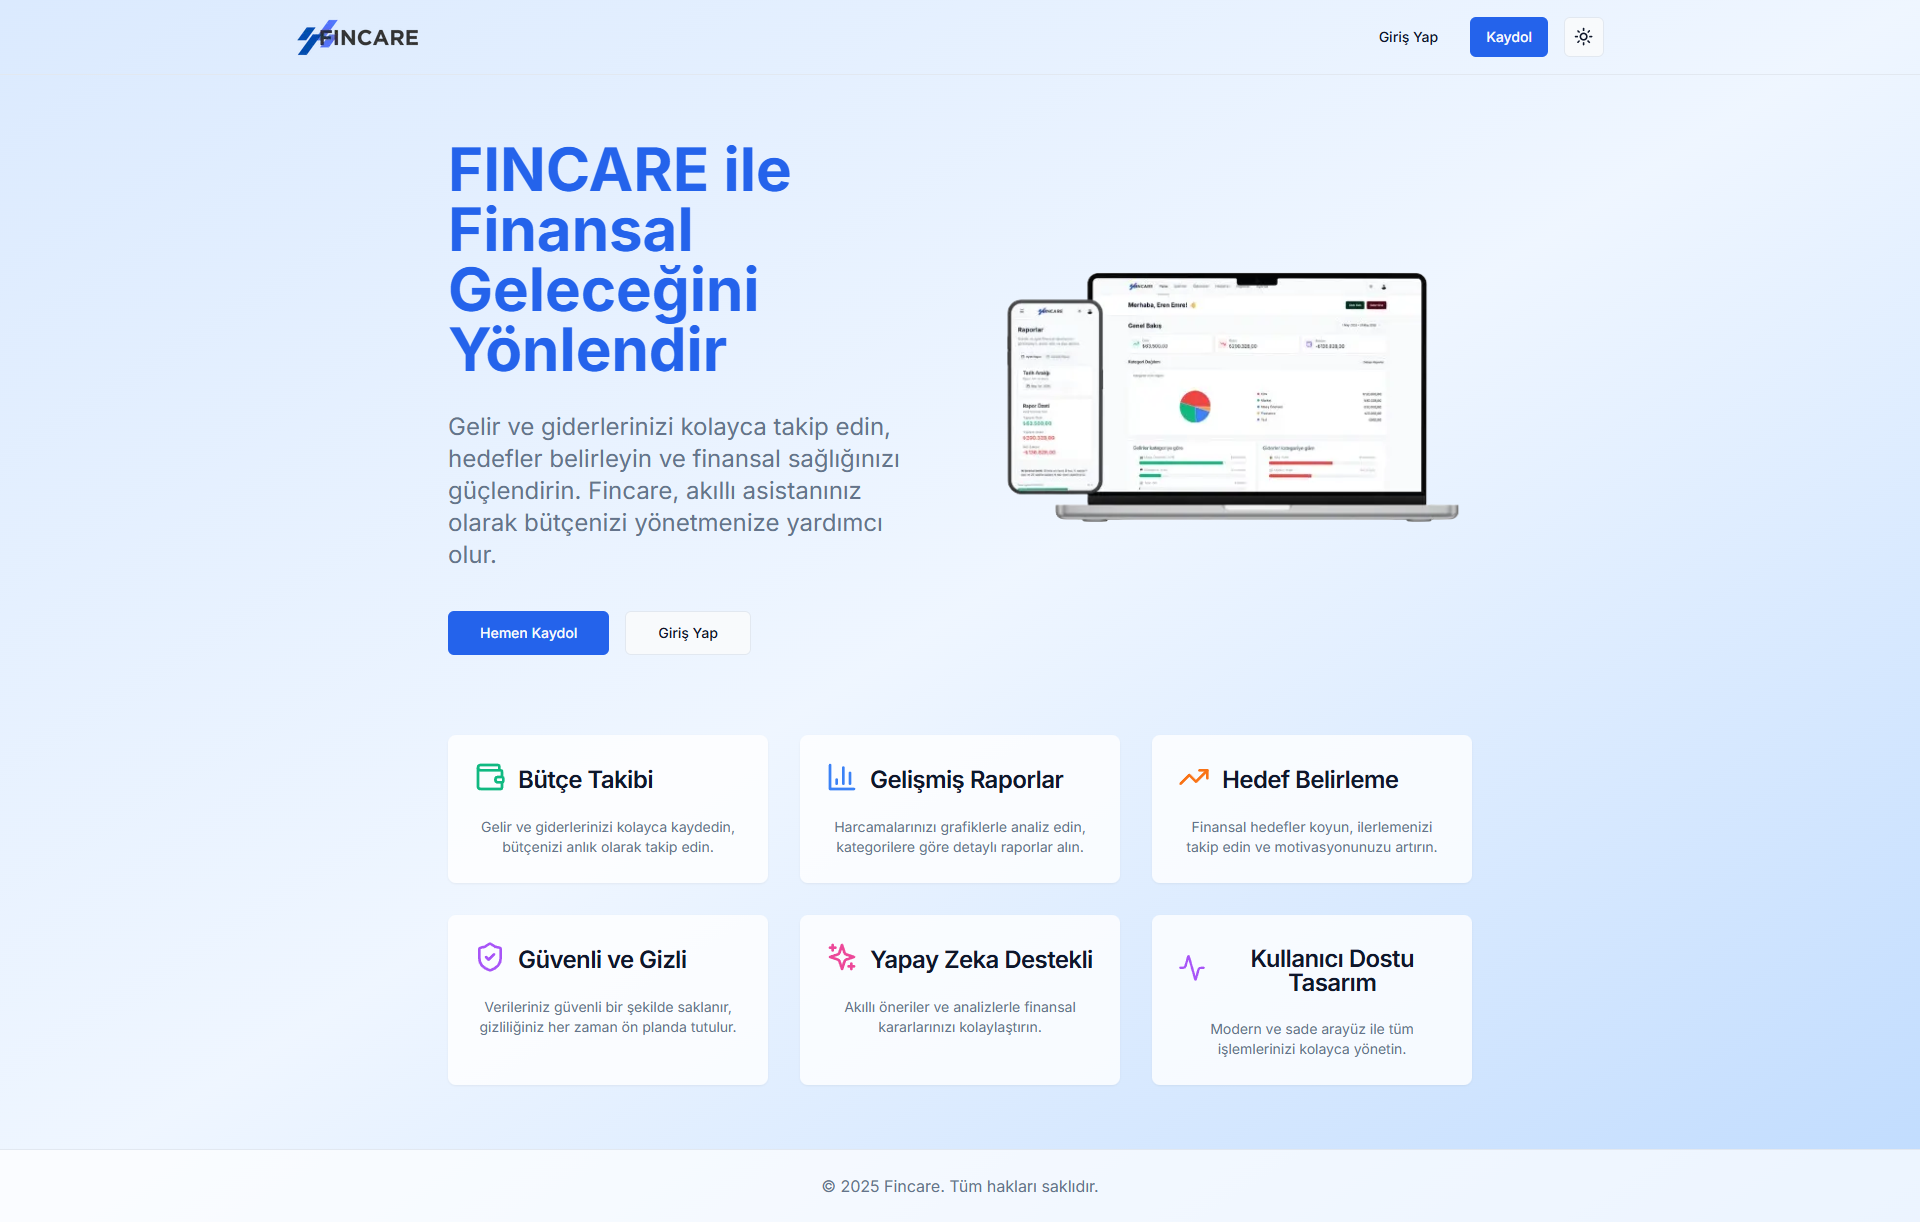 FINCARE
Giriş Yap
Kaydol
FINCARE ile
Finansal
Geleceğini
Yönlendir
Gelir ve giderlerinizi kolayca takip edin,
hedefler belirleyin ve finansal sağlığınızı
güçlendirin. Fincare, akıllı asistanınız
olarak bütçenizi yönetmenize yardımcı
olur.
Hemen Kaydol
Giriş Yap
FINCARE
Raporlar
Tarih Aralığı
Rapor Özeti
FINCARE
Merhaba, Eren Emre!
Genel Bakış
Bütçe Takibi
Gelir ve giderlerinizi kolayca kaydedin,
bütçenizi anlık olarak takip edin.
Gelişmiş Raporlar
Harcamalarınızı grafiklerle analiz edin,
kategorilere göre detaylı raporlar alın.
Hedef Belirleme
Finansal hedefler koyun, ilerlemenizi
takip edin ve motivasyonunuzu artırın.
Güvenli ve Gizli
Verileriniz güvenli bir şekilde saklanır,
gizliliğiniz her zaman ön planda tutulur.
Yapay Zeka Destekli
Akıllı öneriler ve analizlerle finansal
kararlarınızı kolaylaştırın.
Kullanıcı Dostu
Tasarım
Modern ve sade arayüz ile tüm
işlemlerinizi kolayca yönetin.
© 2025 Fincare. Tüm hakları saklıdır.